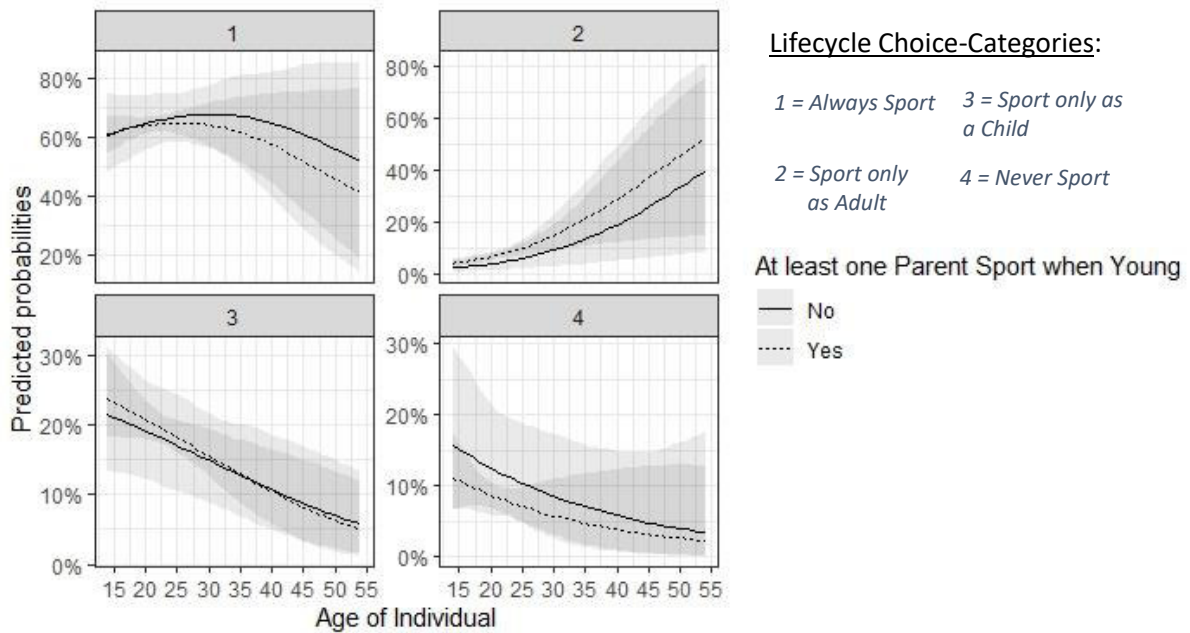 1
2
80%
60%
40%
20%
80%
60%
40%
20%
0%
3
4
30%
20%
10%
0%
30%
20%
10%
0%
15 20 25 30 35 40 45 50 55
15 20 25 30 35 40 45 50 55
Predicted probabilities
Age of Individual
Lifecycle Choice-Categories:
1 = Always Sport
2 = Sport only
as Adult
3 = Sport only as
a Child
4 = Never Sport
At least one Parent Sport when Young
No
Yes